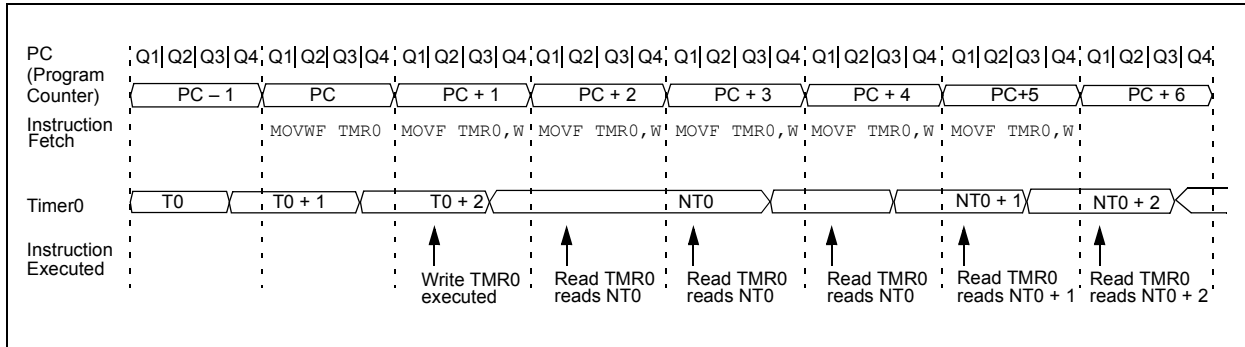 PC (Program Counter)
Q1 Q2 Q3 Q4 Q1 Q2 Q3 Q4 Q1 Q2 Q3 Q4 Q1 Q2 Q3 Q4 Q1 Q2 Q3 Q4 Q1 Q2 Q3 Q4 Q1 Q2 Q3 Q4 Q1 Q2 Q3 Q4
PC – 1 PC PC + 1 PC + 2 PC + 3 PC + 4 PC+5 PC + 6
Instruction Fetch
MOVWF TMR0 MOVF TMR0,W MOVF TMR0,W MOVF TMR0,W MOVF TMR0,W MOVF TMR0,W
Timer0
T0 T0 + 1 T0 + 2 NT0 NT0 + 1 NT0 + 2
Instruction Executed
Write TMR0
executed
Read TMR0
reads NT0
Read TMR0
reads NT0
Read TMR0
reads NT0
Read TMR0
reads NT0 + 1
Read TMR0
reads NT0 + 2